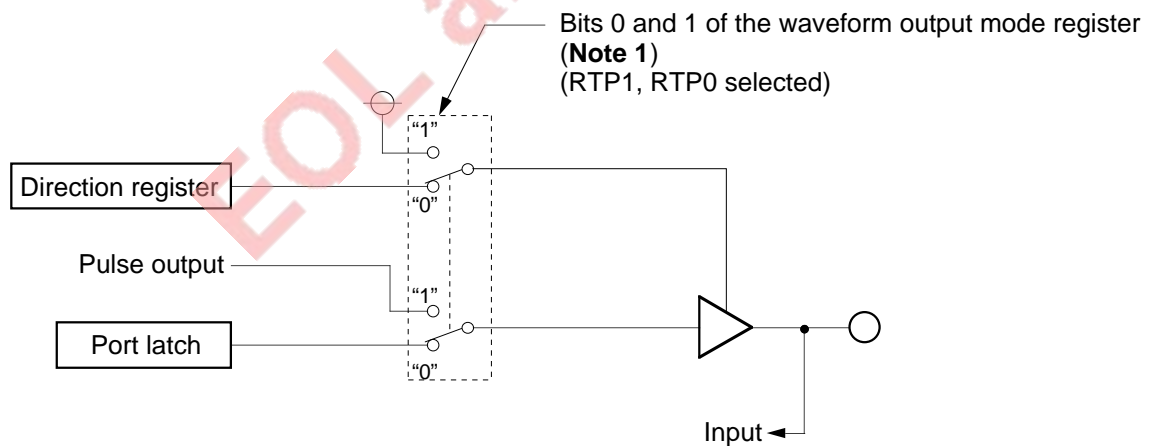 Bits 0 and 1 of the waveform output mode register
(Note 1)
(RTP1, RTP0 selected)
“1”
Direction register
“0”
Pulse output
“1”
Port latch
“0”
Input
EOL a